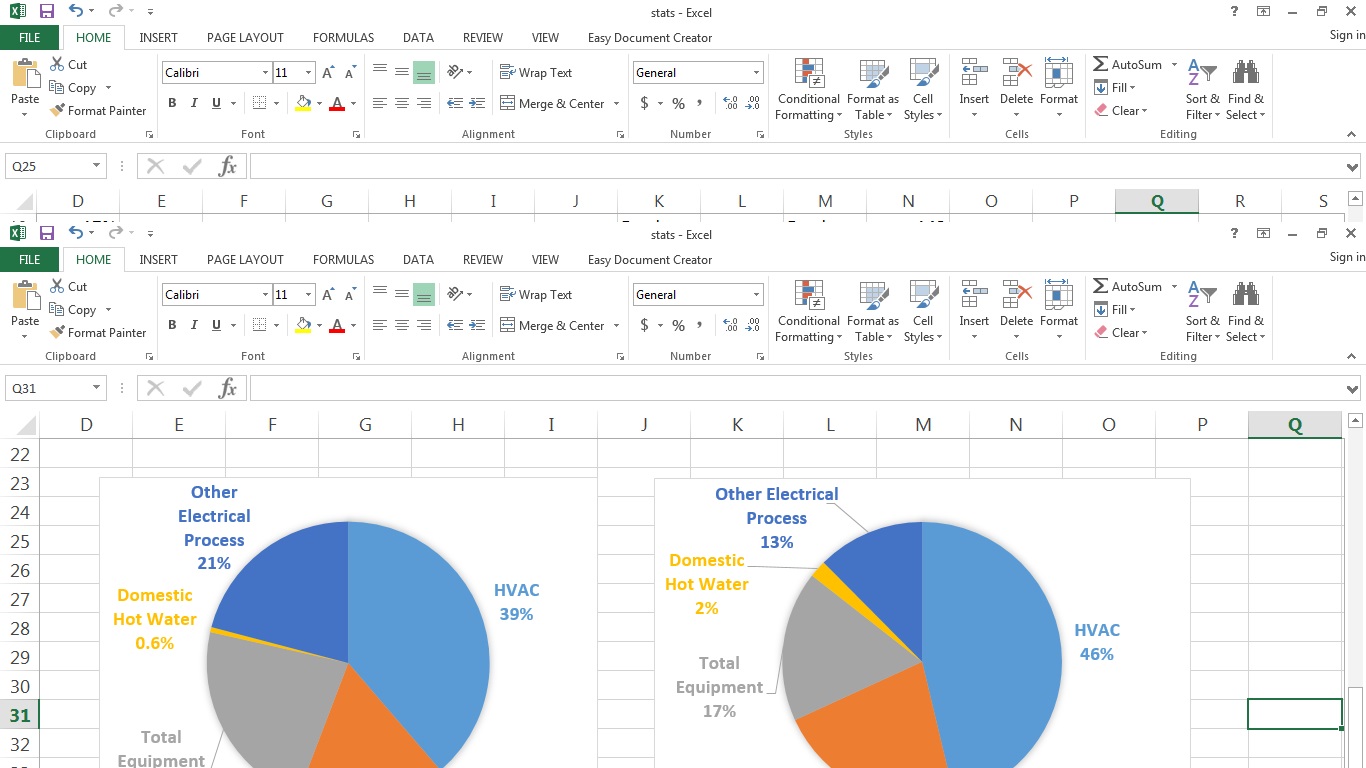 stats - Excel
?
FILE HOME INSERT PAGE LAYOUT FORMULAS DATA REVIEW VIEW Easy Document Creator Sign in
Paste Cut Copy Format Painter Clipboard
Calibri 11 B I U A A Font
Wrap Text Merge & Center Alignment
General $ % , Number
Conditional Formatting Format as Table Cell Styles Styles
Insert Delete Format Cells
AutoSum Fill Clear Sort & Filter Find & Select Editing
Q25 fx
D E F G H I J K L M N O P Q R S
stats - Excel
?
FILE HOME INSERT PAGE LAYOUT FORMULAS DATA REVIEW VIEW Easy Document Creator Sign in
Paste Cut Copy Format Painter Clipboard
Calibri 11 B I U A A Font
Wrap Text Merge & Center Alignment
General $ % , Number
Conditional Formatting Format as Table Cell Styles Styles
Insert Delete Format Cells
AutoSum Fill Clear Sort & Filter Find & Select Editing
Q31 fx
D E F G H I J K L M N O P Q
22
23
24
25
26
27
28
29
30
31
32
Other
Electrical
Process
21%
Domestic
Hot Water
0.6%
HVAC
39%
Total
Equipment
Other Electrical
Process
13%
Domestic
Hot Water
2%
Total
Equipment
17%
HVAC
46%